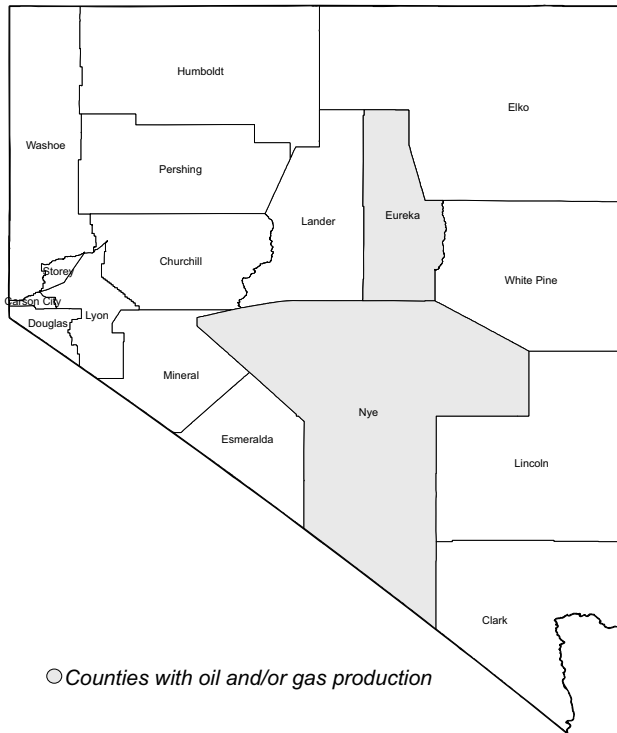 Humboldt
Elko
Washoe
Pershing
Eureka
Lander
Churchill
Storey
White Pine
Carson City
Lyon
Douglas
Mineral
Nye
Esmeralda
Lincoln
Clark
Counties with oil and/or gas production